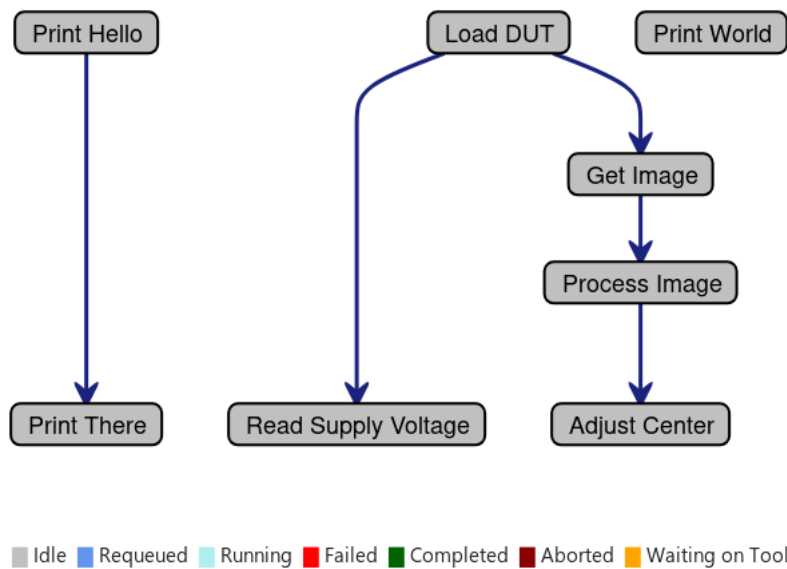 Print Hello
Load DUT
Print World
Get Image
Process Image
Print There
Read Supply Voltage
Adjust Center
Idle Requeued Running Failed Completed Aborted Waiting on Tool